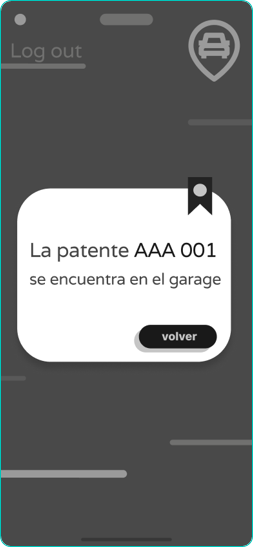 Log out
La patente AAA 001
se encuentra en el garage
volver